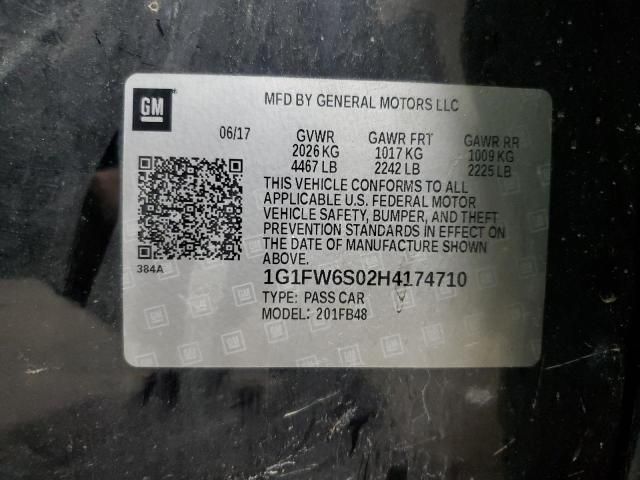 GM
MFD BY GENERAL MOTORS LLC
06/17 GVWR GAWR FRT GAWR RR
2026 KG 1017 KG 1009 KG
4467 LB 2242 LB 2225 LB
THIS VEHICLE CONFORMS TO ALL
APPLICABLE U.S. FEDERAL MOTOR
VEHICLE SAFETY, BUMPER, AND THEFT
PREVENTION STANDARDS IN EFFECT ON
THE DATE OF MANUFACTURE SHOWN
ABOVE.
384A
1G1FW6S02H4174710
TYPE: PASS CAR
MODEL: 201FB48